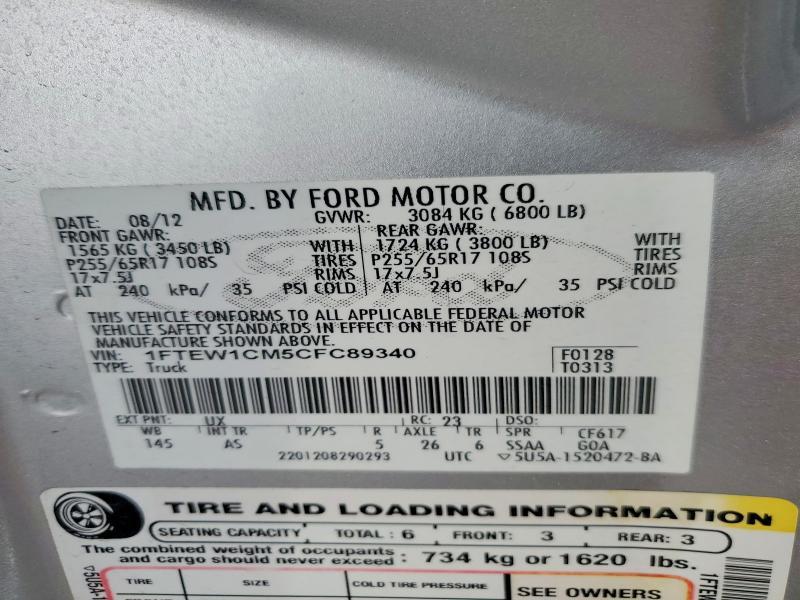 MFD. BY FORD MOTOR CO.
DATE: 08/12 GVWR: 3084 KG ( 6800 LB)
FRONT GAWR: REAR GAWR:
1565 KG ( 3450 LB) WITH 1724 KG ( 3800 LB) WITH
P255/65R17 108S TIRES P255/65R17 108S TIRES
17x7.5J RIMS 17x7.5J RIMS
AT 240 kPa/ 35 PSI COLD AT 240 kPa/ 35 PSI COLD
THIS VEHICLE CONFORMS TO ALL APPLICABLE FEDERAL MOTOR
VEHICLE SAFETY STANDARDS IN EFFECT ON THE DATE OF
MANUFACTURE SHOWN ABOVE.
VIN: 1FTEW1CM5CFC89340 F0128
TYPE: Truck T0313
EXT PNT: UX RC: 23 DSO:
WB INT TR TP/PS R AXLE TR SPR CF617
145 AS 5 26 6 SSAA G0A
2201208290293 UTC ▽5U5A-1520472-BA
TIRE AND LOADING INFORMATION
SEATING CAPACITY TOTAL : 6 FRONT: 3 REAR: 3
The combined weight of occupants
and cargo should never exceed : 734 kg or 1620 lbs.
TIRE SIZE COLD TIRE PRESSURE SEE OWNERS